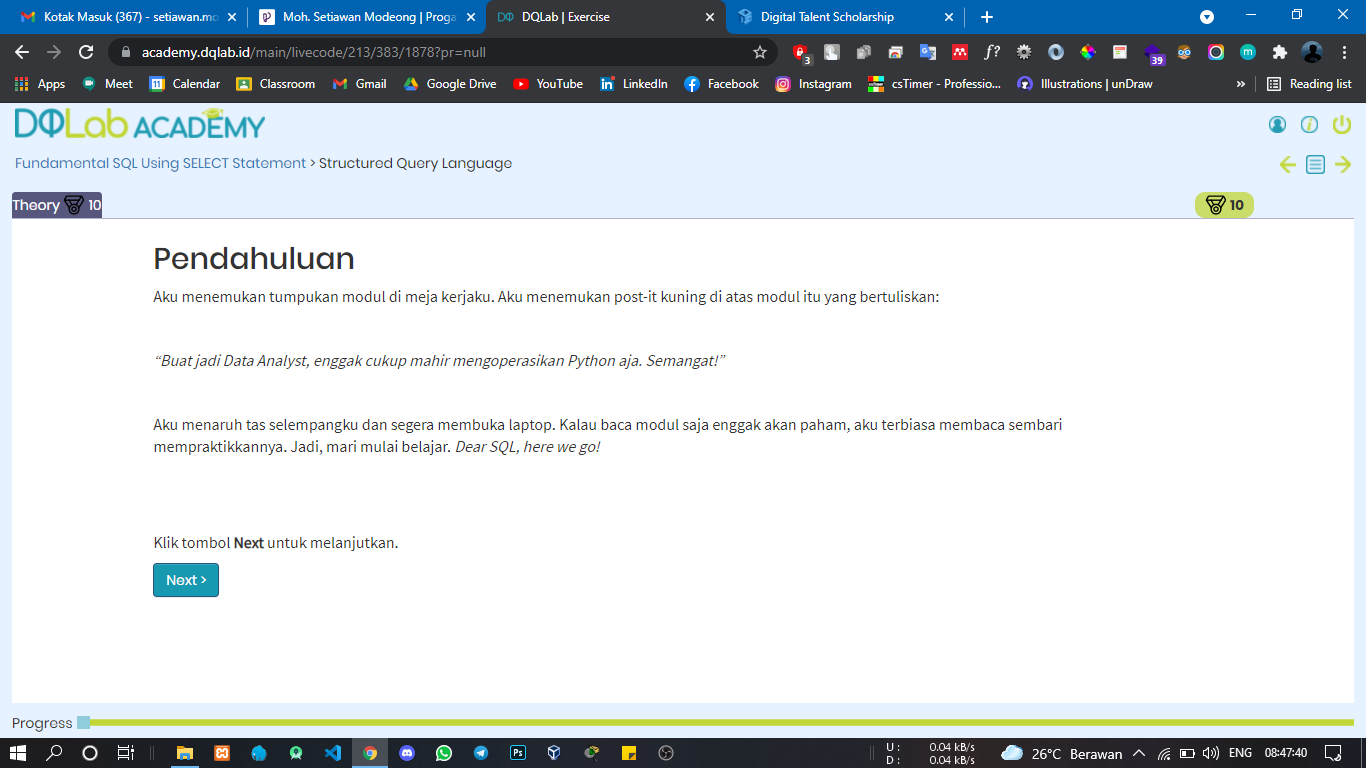 Kotak Masuk (367) - setiawan.mo
Moh. Setiawan Modeong | Proga
DQLab | Exercise
Digital Talent Scholarship
academy.dqlab.id/main/livecode/213/383/1878?pr=null
3
f?
39
m
Apps
Meet
31
Calendar
Classroom
Gmail
Google Drive
YouTube
LinkedIn
Facebook
Instagram
csTimer - Professio...
Illustrations | unDraw
»
Reading list
DQLab ACADEMY
Fundamental SQL Using SELECT Statement > Structured Query Language
Theory 10
10
Pendahuluan
Aku menemukan tumpukan modul di meja kerjaku. Aku menemukan post-it kuning di atas modul itu yang bertuliskan:
“Buat jadi Data Analyst, enggak cukup mahir mengoperasikan Python aja. Semangat!”
Aku menaruh tas selempangku dan segera membuka laptop. Kalau baca modul saja enggak akan paham, aku terbiasa membaca sembari
mempraktikkannya. Jadi, mari mulai belajar. Dear SQL, here we go!
Klik tombol Next untuk melanjutkan.
Next >
Progress
Ps
U : 0.04 kB/s
D : 0.04 kB/s
26°C Berawan
ENG
08:47:40